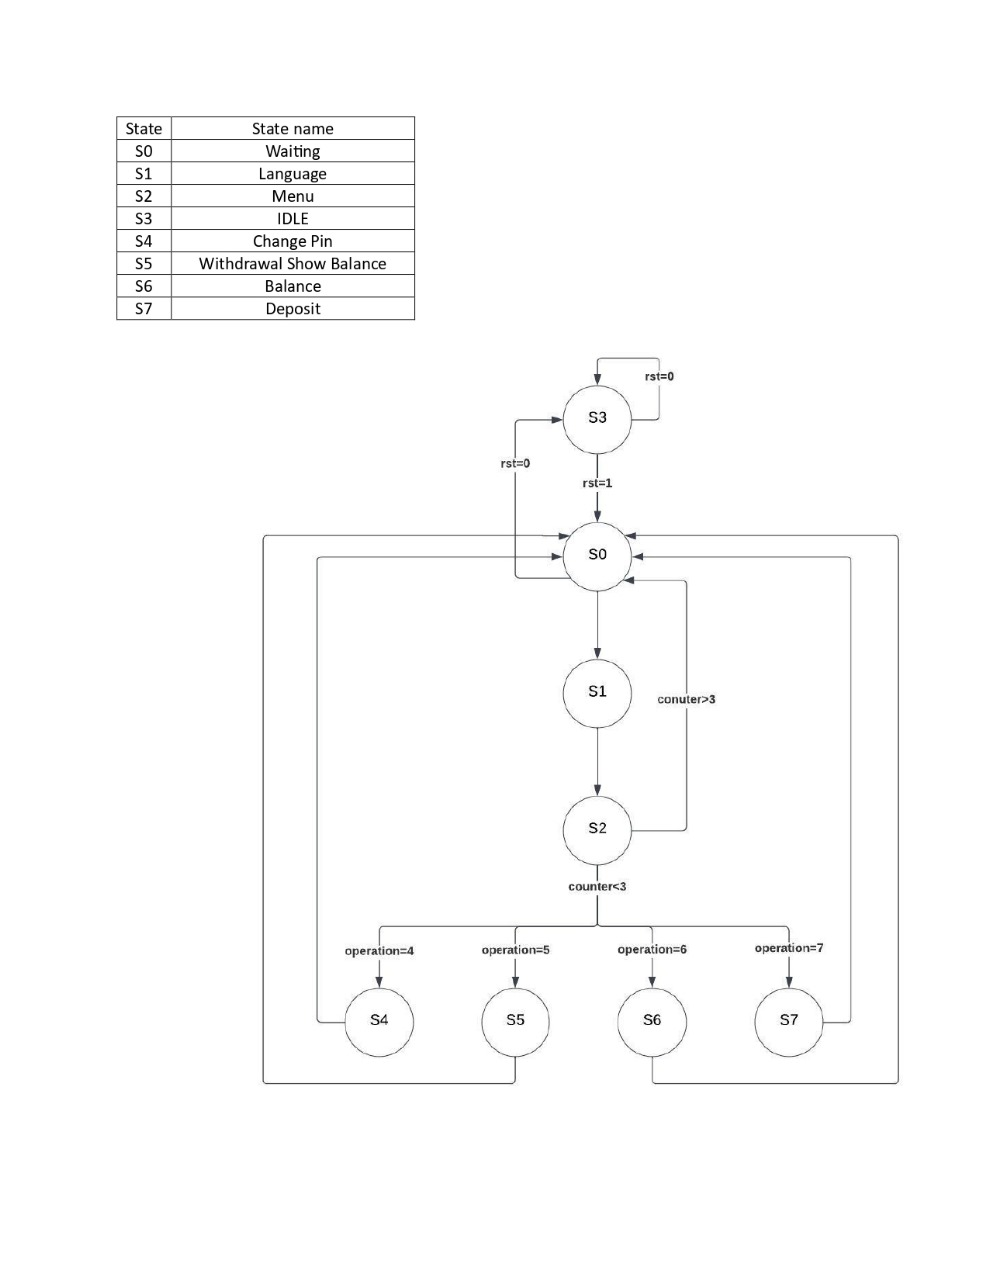 State State name
S0 Waiting
S1 Language
S2 Menu
S3 IDLE
S4 Change Pin
S5 Withdrawal Show Balance
S6 Balance
S7 Deposit
rst=0
S3
rst=0
rst=1
S0
S1
conuter>3
S2
counter<3
operation=4 operation=5 operation=6 operation=7
S4 S5 S6 S7